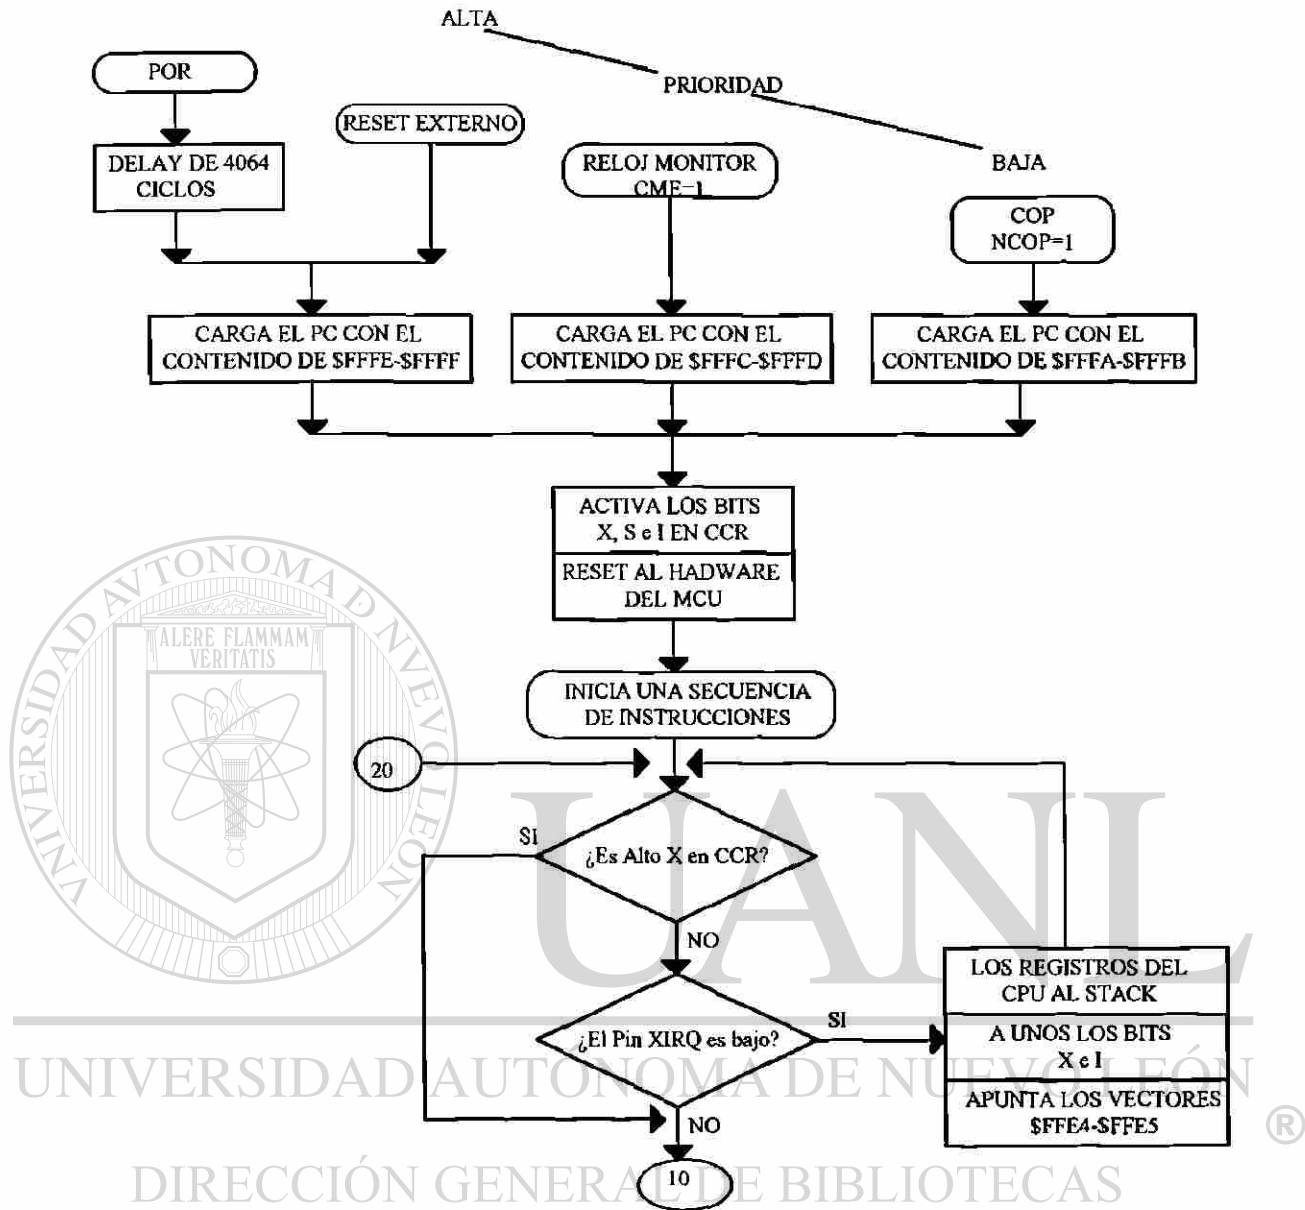 ALTA
PRIORIDAD
BAJA
POR
DELAY DE 4064
CICLOS
RESET EXTERNO
RELOJ MONITOR
CME=1
COP
NCOP=1
CARGA EL PC CON EL
CONTENIDO DE $FFFE-$FFFF
CARGA EL PC CON EL
CONTENIDO DE $FFFC-$FFFD
CARGA EL PC CON EL
CONTENIDO DE $FFFA-$FFFB
ACTIVA LOS BITS
X, S e I EN CCR
RESET AL HADWARE
DEL MCU
INICIA UNA SECUENCIA
DE INSTRUCCIONES
20
¿Es Alto X en CCR?
SI
NO
¿El Pin XIRQ es bajo?
SI
NO
LOS REGISTROS DEL
CPU AL STACK
A UNOS LOS BITS
X e I
APUNTA LOS VECTORES
$FFE4-$FFE5
10
UNIVERSIDAD AVTONOMA D NVEVO LEON
ALERE FLAMMAM
VERITATIS
UANL
UNIVERSIDAD AUTÓNOMA DE NUEVO LEÓN
®
DIRECCIÓN GENERAL DE BIBLIOTECAS